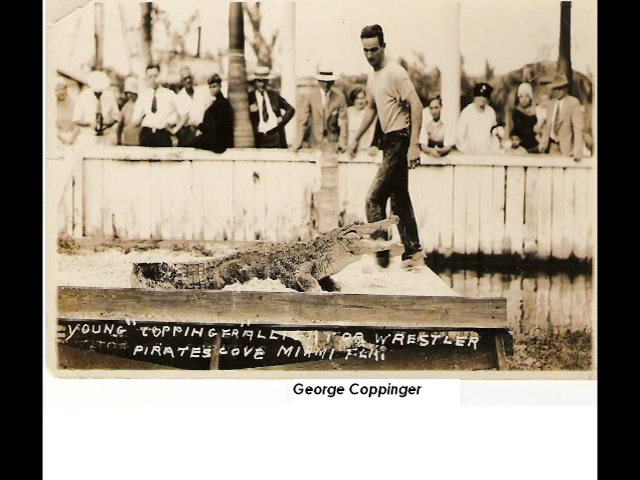 YOUNG "COPPINGER ALLIGATOR WRESTLER
PIRATES COVE MIAMI FLA
George Coppinger